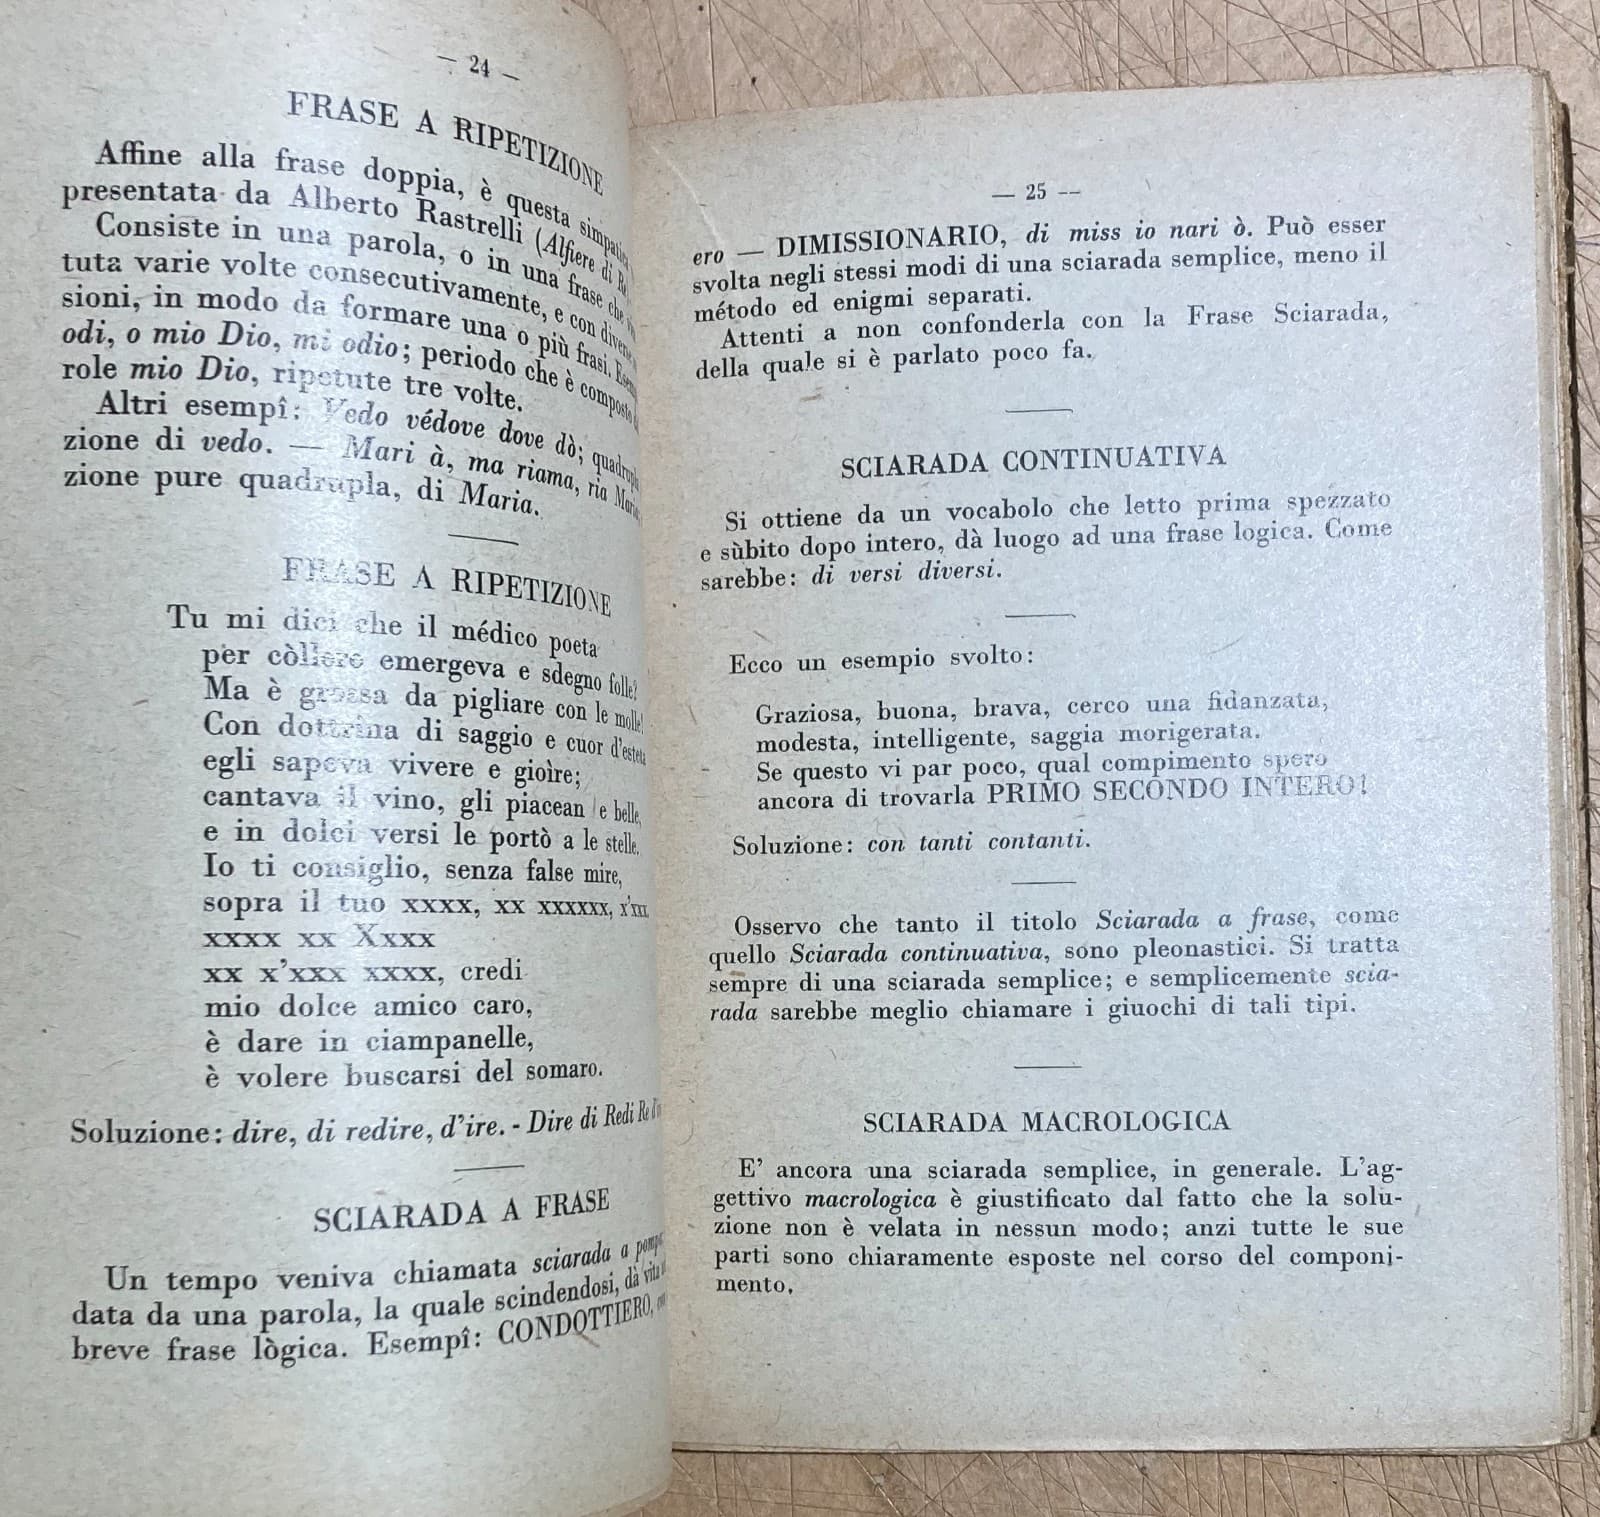 — 24 —
FRASE A RIPETIZIONE
Affine alla frase doppia, è questa simpatica
presentata da Alberto Rastrelli (Alfiere di
Consiste in una parola, o in una frase che
tuta varie volte consecutivamente, e con diverse
sioni, in modo da formare una o più frasi.
odi, o mio Dio, mi odio; periodo che è composto
role mio Dio, ripetute tre volte.
Altri esempî: Vedo védove dove dò; quadrupla
zione di vedo. — Mari à, ma riama, ria Maria;
zione pure quadrupla, di Maria.
FRASE A RIPETIZIONE
Tu mi dici che il médico poeta
per còllere emergeva e sdegno folle?
Ma è grossa da pigliare con le molle!
Con dottrina di saggio e cuor d'esteta
egli sapeva vivere e gioìre;
cantava il vino, gli piacean le belle,
e in dolci versi le portò a le stelle.
Io ti consiglio, senza false mire,
sopra il tuo xxxx, xx xxxxxx, x'xxx
xxxx xx Xxxx
xx x'xxx xxxx, credi
mio dolce amico caro,
è dare in ciampanelle,
è volere buscarsi del somaro.
Soluzione: dire, di redire, d'ire. - Dire di Redi Re
SCIARADA A FRASE
Un tempo veniva chiamata sciarada a
data da una parola, la quale scindendosi, dà vita
breve frase lògica. Esempî: CONDOTTIERO,
— 25 —
ero — DIMISSIONARIO, di miss io nari ò. Può esser
svolta negli stessi modi di una sciarada semplice, meno il
método ed enigmi separati.
Attenti a non confonderla con la Frase Sciarada,
della quale si è parlato poco fa.
SCIARADA CONTINUATIVA
Si ottiene da un vocabolo che letto prima spezzato
e sùbito dopo intero, dà luogo ad una frase logica. Come
sarebbe: di versi diversi.
Ecco un esempio svolto:
Graziosa, buona, brava, cerco una fidanzata,
modesta, intelligente, saggia morigerata.
Se questo vi par poco, qual compimento spero
ancora di trovarla PRIMO SECONDO INTERO!
Soluzione: con tanti contanti.
Osservo che tanto il titolo Sciarada a frase, come
quello Sciarada continuativa, sono pleonastici. Si tratta
sempre di una sciarada semplice; e semplicemente scia-
rada sarebbe meglio chiamare i giuochi di tali tipi.
SCIARADA MACROLOGICA
E' ancora una sciarada semplice, in generale. L'ag-
gettivo macrologica è giustificato dal fatto che la solu-
zione non è velata in nessun modo; anzi tutte le sue
parti sono chiaramente esposte nel corso del componi-
mento.